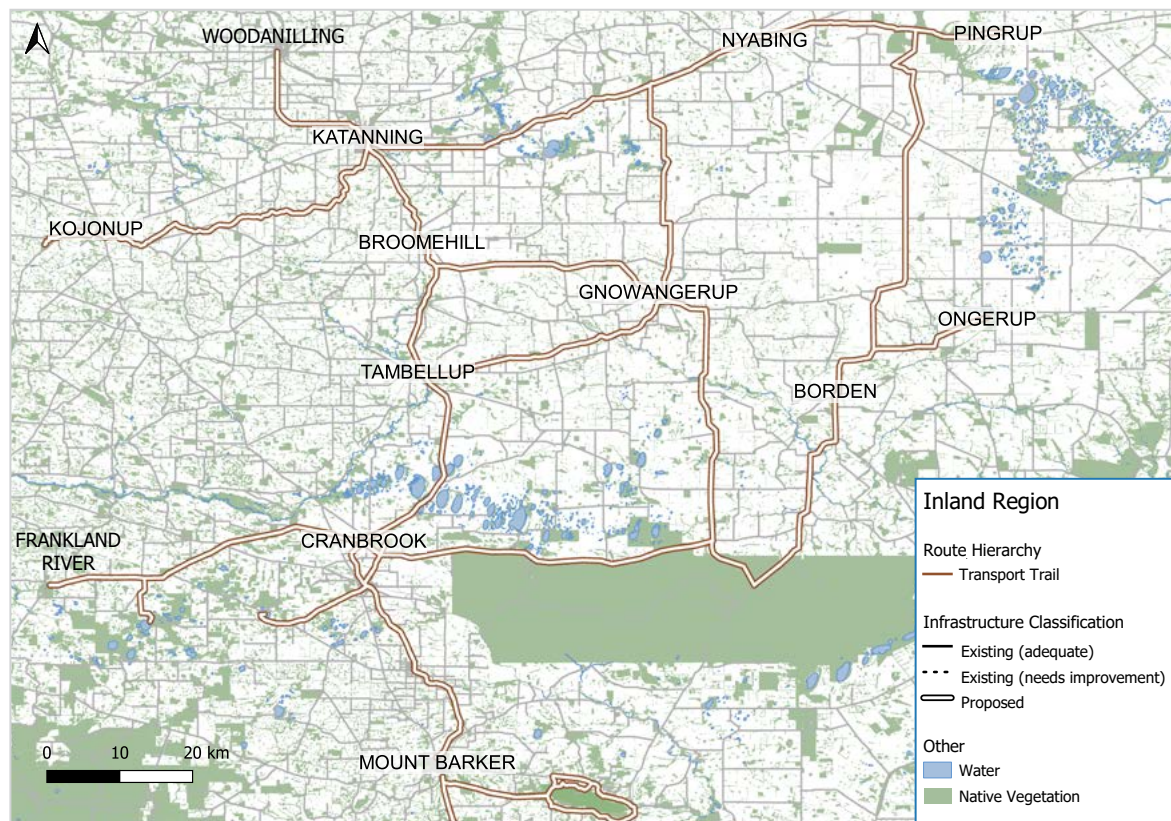 WOODANILLING
NYABING
PINGRUP
KATANNING
KOJONUP
BROOMEHILL
GNOWANGERUP
ONGERUP
TAMBELLUP
BORDEN
FRANKLAND
RIVER
CRANBROOK
MOUNT BARKER
0 10 20 km
Inland Region
Route Hierarchy
Transport Trail
Infrastructure Classification
Existing (adequate)
Existing (needs improvement)
Proposed
Other
Water
Native Vegetation